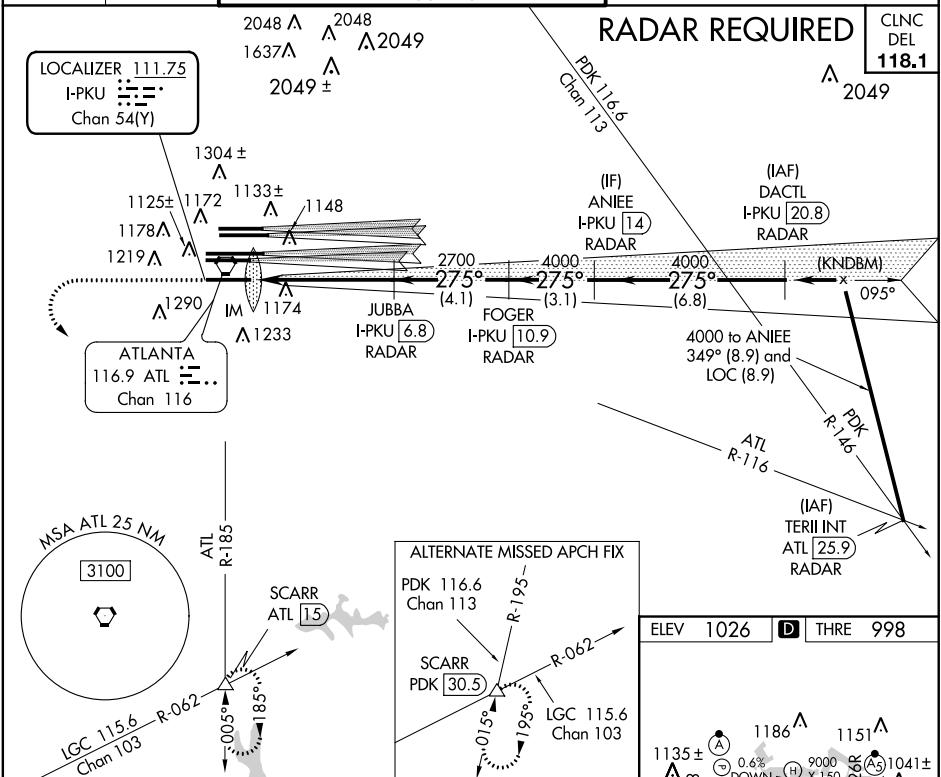 2048
2048
1637
2049
2049 ±
RADAR REQUIRED
CLNC
DEL
118.1
2049
LOCALIZER 111.75
I-PKU
Chan 54(Y)
PDK 116.6
Chan 113
1304 ±
1133±
1125±
1172
1148
1178
1219
(IF)
ANIEE
I-PKU 14
RADAR
(IAF)
DACTL
I-PKU 20.8
RADAR
2700
4000
4000
275°
275°
275°
(4.1)
(3.1)
(6.8)
(KNDBM)
095°
1290
IM
1174
1233
JUBBA
I-PKU 6.8
RADAR
FOGER
I-PKU 10.9
RADAR
4000 to ANIEE
349° (8.9) and
LOC (8.9)
ATLANTA
116.9 ATL
Chan 116
PDK
R-146
ATL
R-116
(IAF)
TERII INT
ATL 25.9
RADAR
MSA ATL 25 NM
3100
ATL
R-185
SCARR
ATL 15
005°
185°
LGC 115.6
Chan 103
R-062
ALTERNATE MISSED APCH FIX
PDK 116.6
Chan 113
R-195
R-062
SCARR
PDK 30.5
015°
195°
LGC 115.6
Chan 103
ELEV 1026 D THRE 998
1186
1151
1135 ±
A
P
0.6%
DOWN
H
9000
X 150
A5
1041±